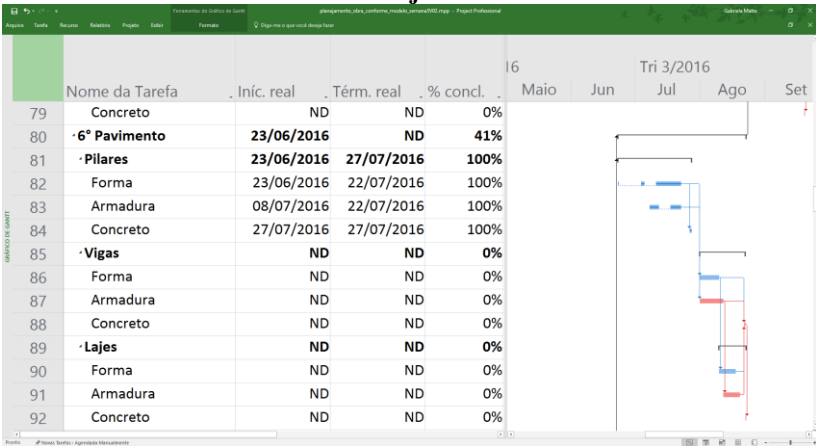 Ferramentas de Gráfico de Gantt
planejamento_obra_conforme_modelo_semana902.mpp - Project Professional
Gabriela Matto
Arquivo Tarefa Recurso Relatório Projeto Exibir Formato Diga-me o que você deseja fazer
16 Tri 3/2016
Nome da Tarefa Iníc. real Térm. real % concl. Maio Jun Jul Ago Set
79 Concreto ND ND 0%
80 6° Pavimento 23/06/2016 ND 41%
81 Pilares 23/06/2016 27/07/2016 100%
82 Forma 23/06/2016 22/07/2016 100%
83 Armadura 08/07/2016 22/07/2016 100%
84 Concreto 27/07/2016 27/07/2016 100%
85 Vigas ND ND 0%
86 Forma ND ND 0%
87 Armadura ND ND 0%
88 Concreto ND ND 0%
89 Lajes ND ND 0%
90 Forma ND ND 0%
91 Armadura ND ND 0%
92 Concreto ND ND 0%
GRÁFICO DE GANTT
Pronto Novas Tarefas : Agendada Manualmente